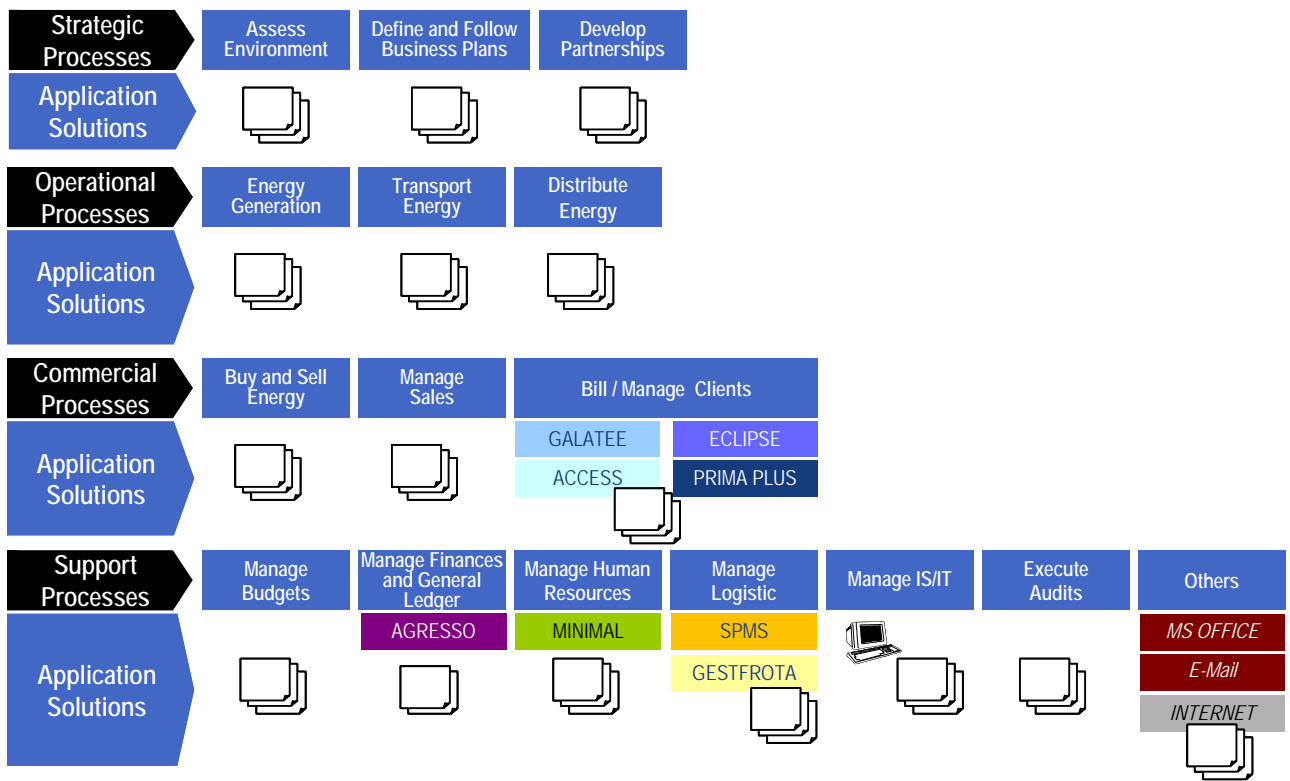 Strategic
Processes
Assess
Environment
Define and Follow
Business Plans
Develop
Partnerships
Application
Solutions
Operational
Processes
Energy
Generation
Transport
Energy
Distribute
Energy
Application
Solutions
Commercial
Processes
Buy and Sell
Energy
Manage
Sales
Bill / Manage Clients
Application
Solutions
GALATEE
ECLIPSE
ACCESS
PRIMA PLUS
Support
Processes
Manage
Budgets
Manage Finances
and General
Ledger
Manage Human
Resources
Manage
Logistic
Manage IS/IT
Execute
Audits
Others
Application
Solutions
AGRESSO
MINIMAL
SPMS
MS OFFICE
GESTFROTA
E-Mail
INTERNET